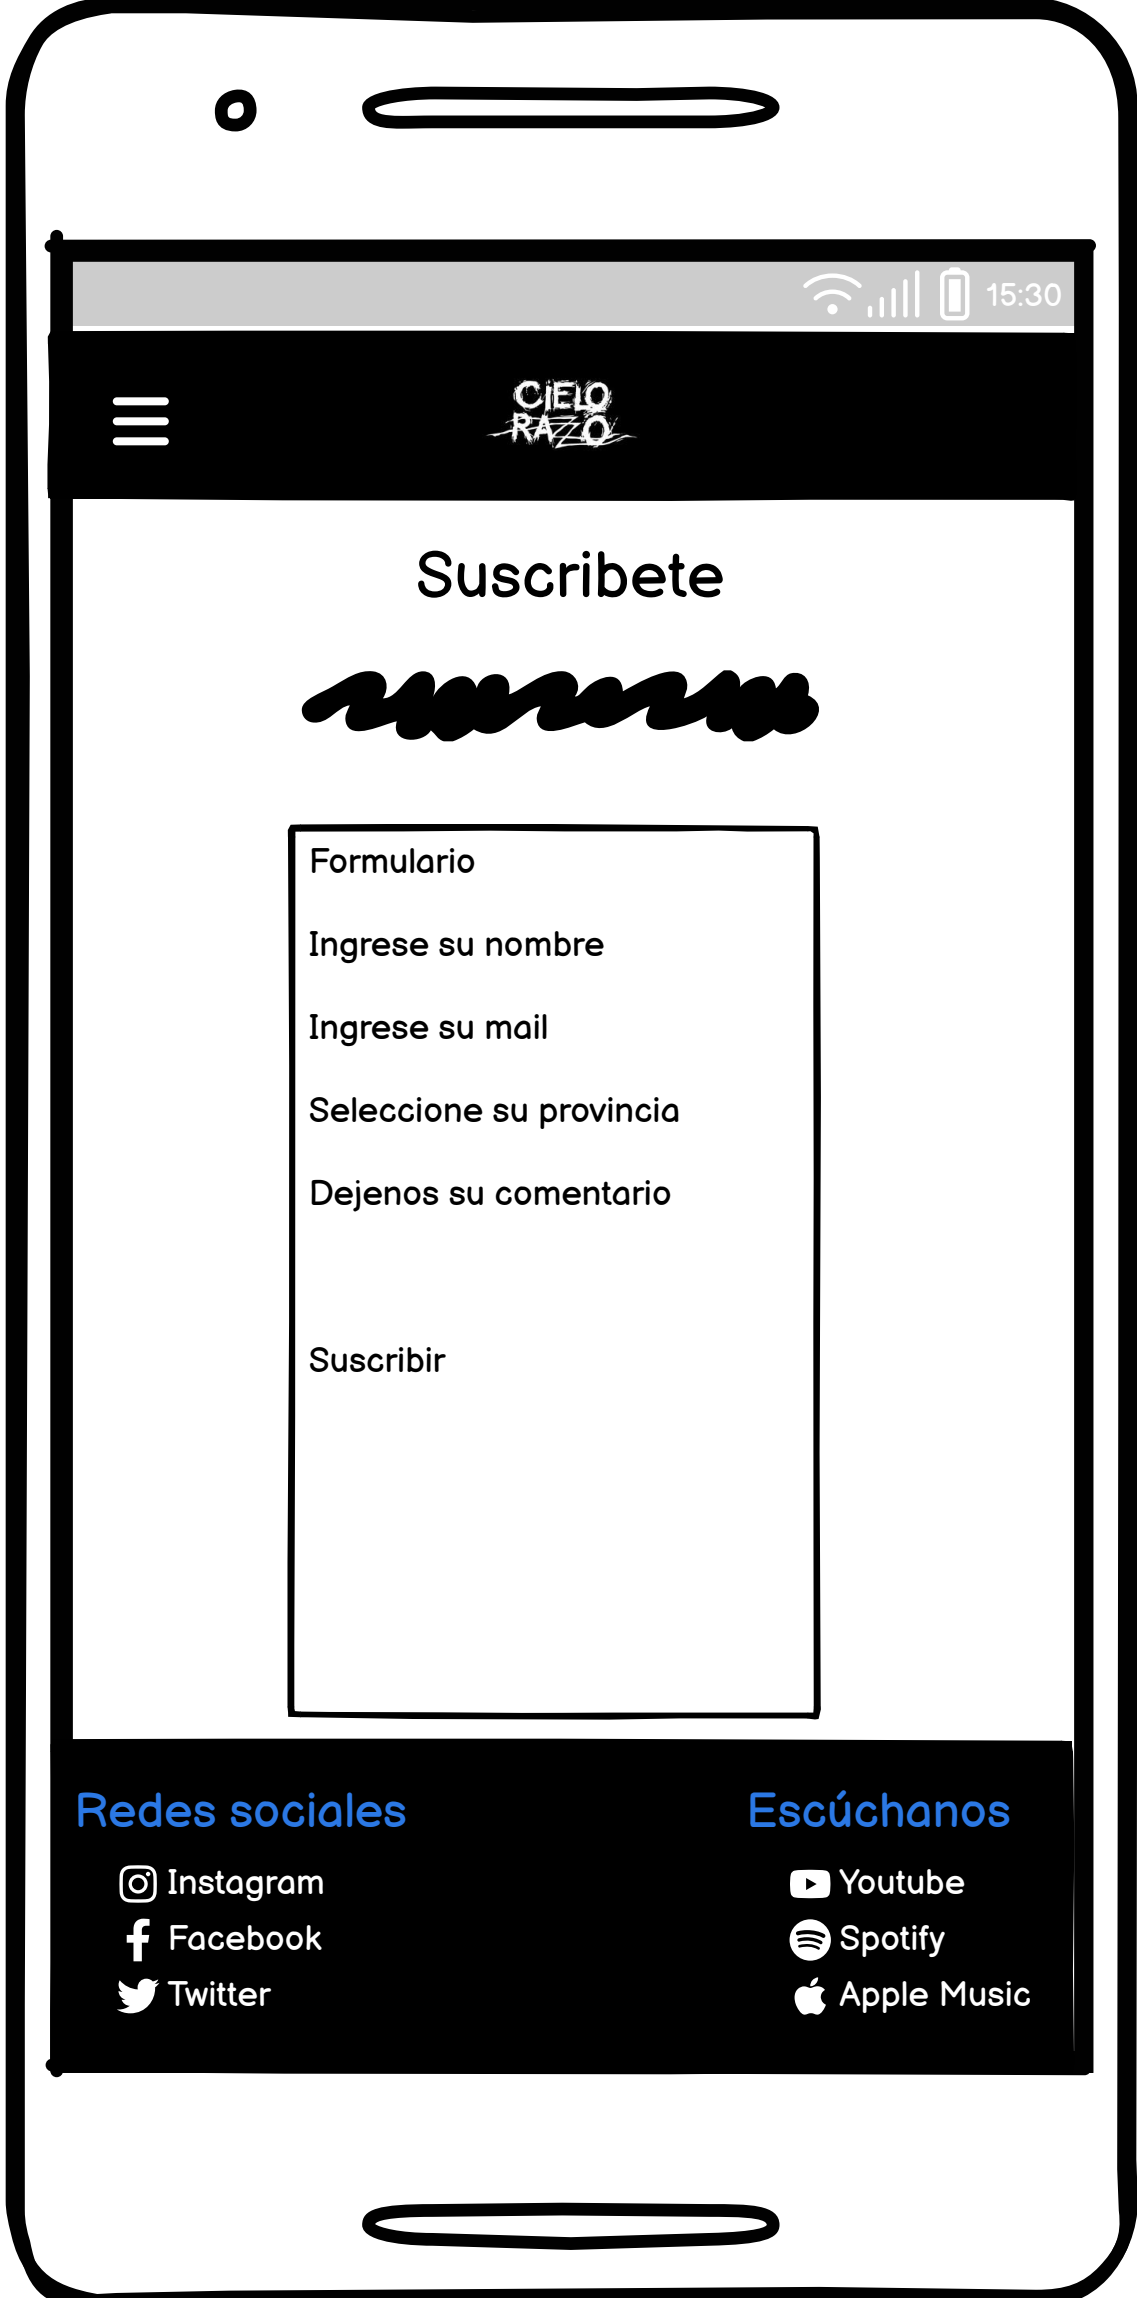 15:30
CIELO
RAZZO
Suscribete
Formulario
Ingrese su nombre
Ingrese su mail
Seleccione su provincia
Dejenos su comentario
Suscribir
Redes sociales
Instagram
Facebook
Twitter
Escúchanos
Youtube
Spotify
Apple Music